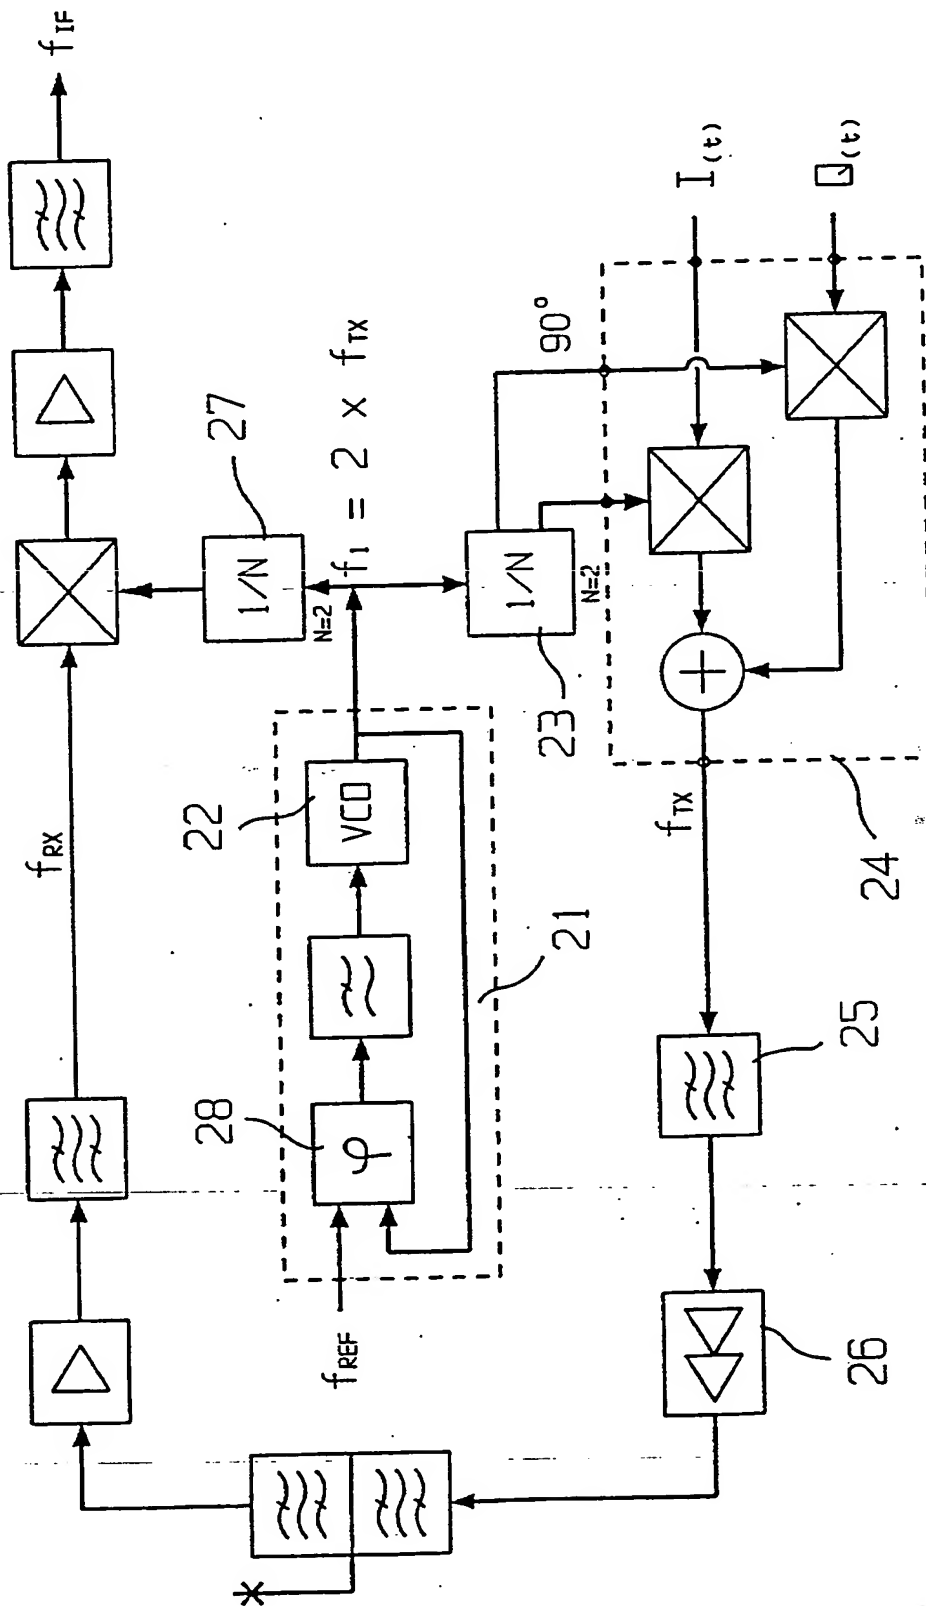 f_IF
27
1/N
N=2
f_1 = 2 x f_TX
f_RX
22
VCO
28
φ
f_REF
21
1/N
N=2
23
90°
I_(t)
Q_(t)
24
f_TX
25
26